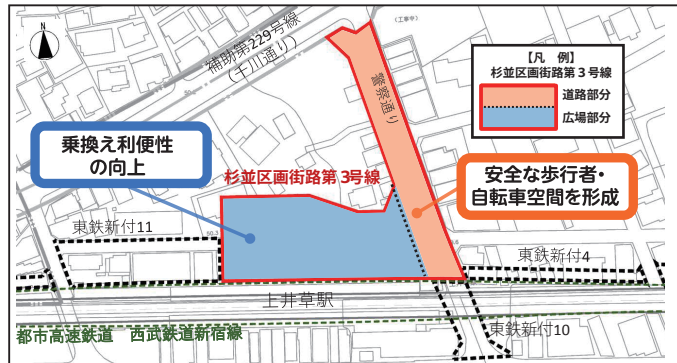 N
(工事中)
補助第229号線
(千川通り)
【凡 例】
杉並区画街路第3号線
道路部分
広場部分
警察通り
乗換え利便性
の向上
杉並区画街路第3号線
安全な歩行者・
自転車空間を形成
東鉄新付11
50.3
東鉄新付4
上井草駅
都市高速鉄道 西武鉄道新宿線
東鉄新付10